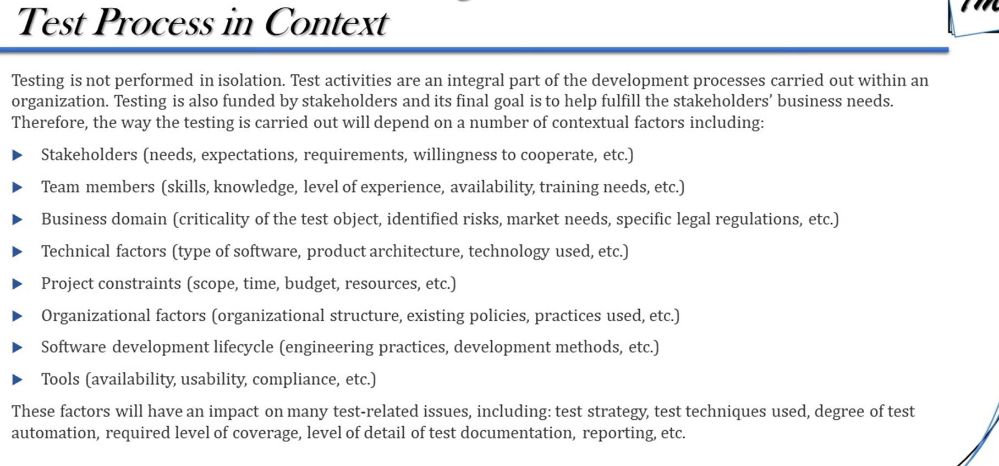 Test Process in Context
Testing is not performed in isolation. Test activities are an integral part of the development processes carried out within an
organization. Testing is also funded by stakeholders and its final goal is to help fulfill the stakeholders’ business needs.
Therefore, the way the testing is carried out will depend on a number of contextual factors including:
Stakeholders (needs, expectations, requirements, willingness to cooperate, etc.)
Team members (skills, knowledge, level of experience, availability, training needs, etc.)
Business domain (criticality of the test object, identified risks, market needs, specific legal regulations, etc.)
Technical factors (type of software, product architecture, technology used, etc.)
Project constraints (scope, time, budget, resources, etc.)
Organizational factors (organizational structure, existing policies, practices used, etc.)
Software development lifecycle (engineering practices, development methods, etc.)
Tools (availability, usability, compliance, etc.)
These factors will have an impact on many test-related issues, including: test strategy, test techniques used, degree of test
automation, required level of coverage, level of detail of test documentation, reporting, etc.